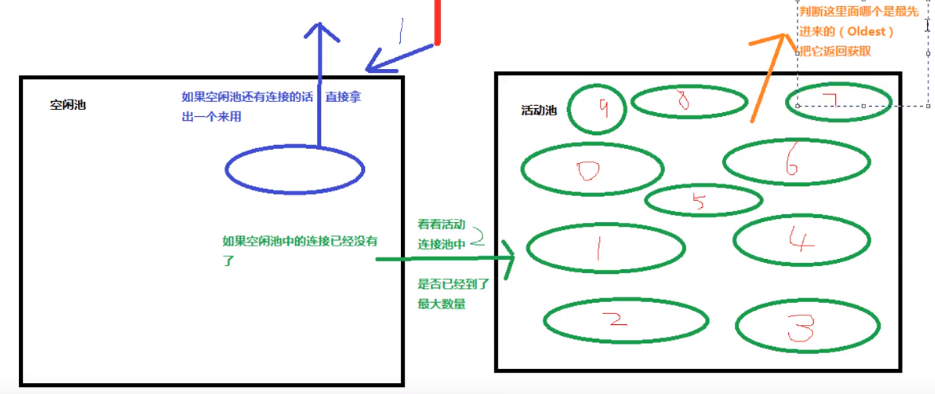 判断这里面哪个是最先
进来的（Oldest）
把它返回获取
1
空闲池
如果空闲池还有连接的话 直接拿
出一个来用
如果空闲池中的连接已经没有
了
看看活动
连接池中
2
是否已经到了
最大数量
活动池
9
8
7
0
6
5
1
4
2
3